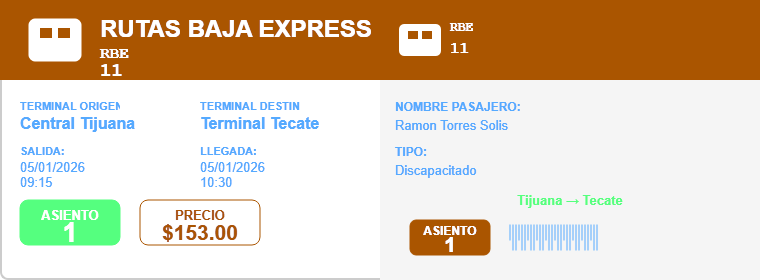 RUTAS BAJA EXPRESS
RBE
11
TERMINAL ORIGEN
Central Tijuana
TERMINAL DESTIN
Terminal Tecate
SALIDA:
05/01/2026
09:15
LLEGADA:
05/01/2026
10:30
ASIENTO
1
PRECIO
$153.00
RBE
11
NOMBRE PASAJERO:
Ramon Torres Solis
TIPO:
Discapacitado
Tijuana → Tecate
ASIENTO
1